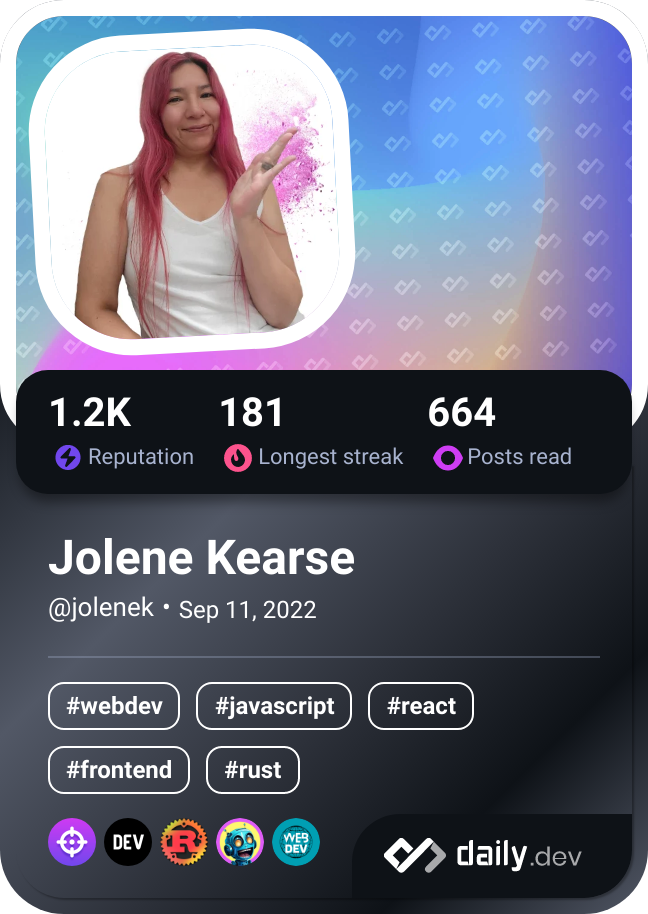 1.2K 181 664
Reputation Longest streak Posts read
Jolene Kearse
@jolenek • Sep 11, 2022
#webdev #javascript #react
#frontend #rust
DEV R WEB DEV
daily.dev